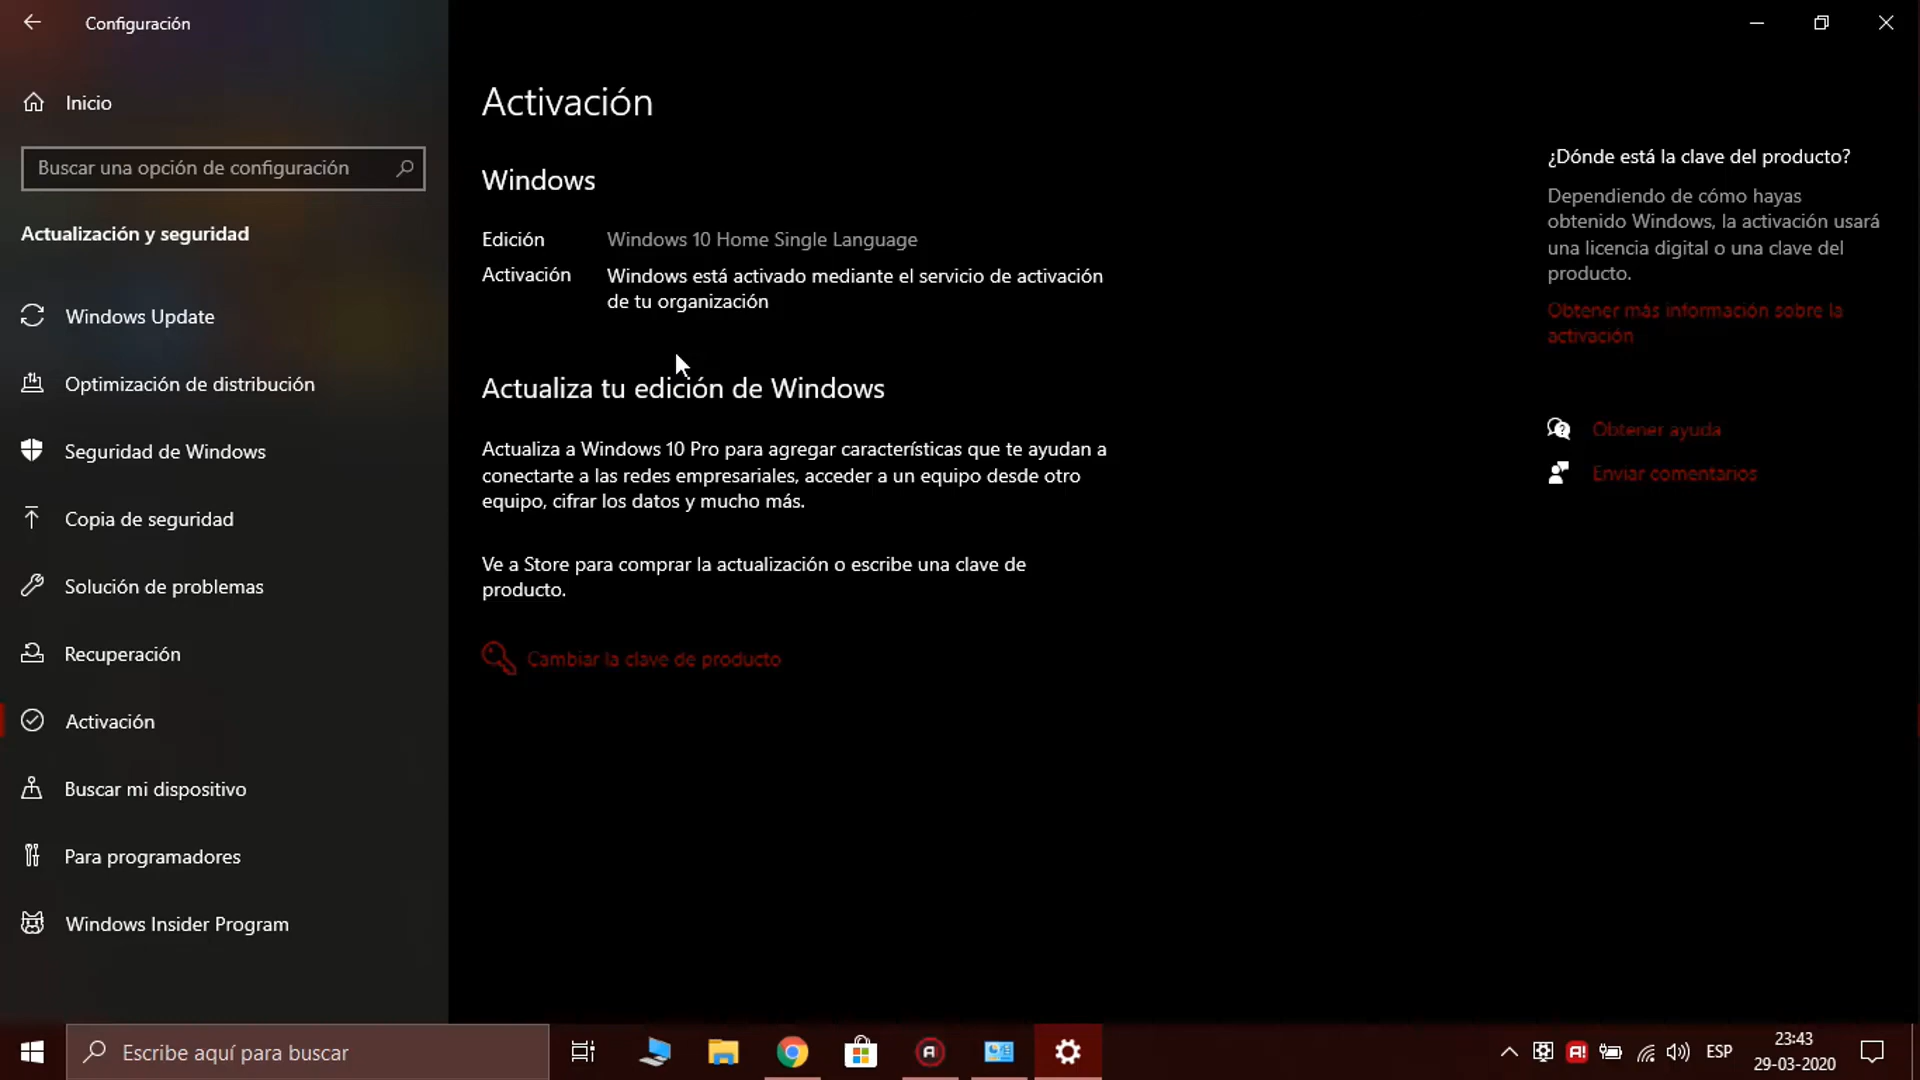 Configuración
Inicio
Buscar una opción de configuración
Actualización y seguridad
Windows Update
Optimización de distribución
Seguridad de Windows
Copia de seguridad
Solución de problemas
Recuperación
Activación
Buscar mi dispositivo
Para programadores
Windows Insider Program
Activación
Windows
Edición Windows 10 Home Single Language
Activación Windows está activado mediante el servicio de activación
de tu organización
Actualiza tu edición de Windows
Actualiza a Windows 10 Pro para agregar características que te ayudan a
conectarte a las redes empresariales, acceder a un equipo desde otro
equipo, cifrar los datos y mucho más.
Ve a Store para comprar la actualización o escribe una clave de
producto.
Cambiar la clave de producto
¿Dónde está la clave del producto?
Dependiendo de cómo hayas
obtenido Windows, la activación usará
una licencia digital o una clave del
producto.
Obtener más información sobre la
activación
Obtener ayuda
Enviar comentarios
Escribe aquí para buscar
ESP
23:43
29-03-2020